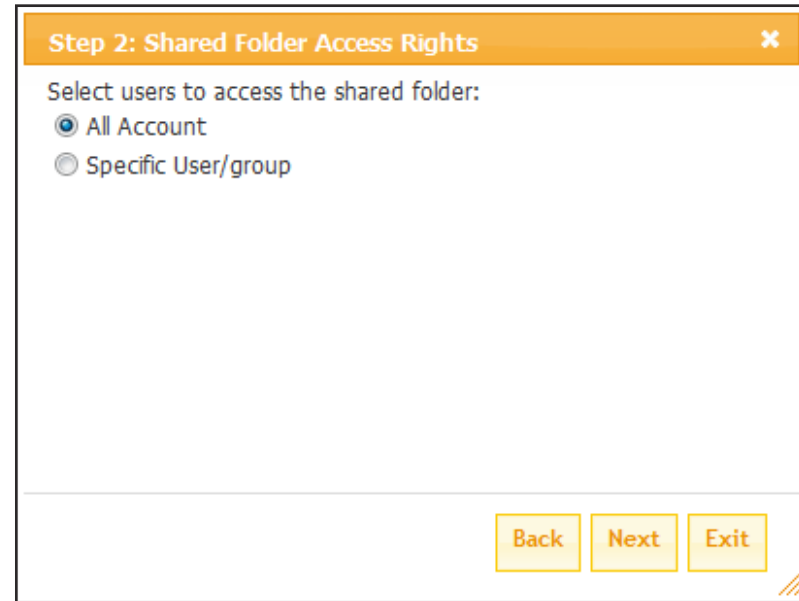 Step 2: Shared Folder Access Rights
Select users to access the shared folder:
All Account
Specific User/group
Back Next Exit